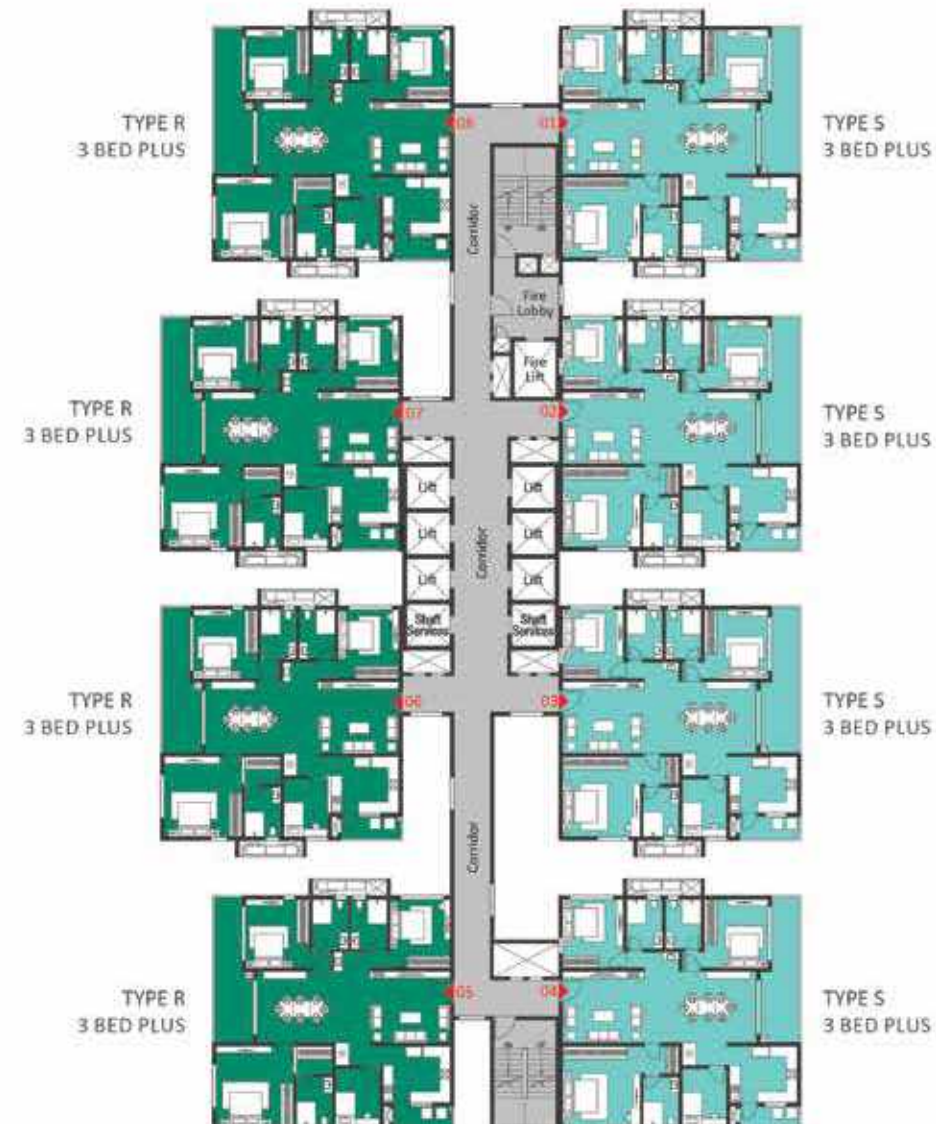 TYPE R
3 BED PLUS
08
01
TYPE S
3 BED PLUS
Corridor
Fire
Lobby
Fire
Lift
TYPE R
3 BED PLUS
07
02
TYPE S
3 BED PLUS
Lift
Lift
Lift
Lift
Corridor
Lift
Lift
Shaft
Services
Shaft
Services
TYPE R
3 BED PLUS
06
03
TYPE S
3 BED PLUS
Corridor
TYPE R
3 BED PLUS
05
04
TYPE S
3 BED PLUS